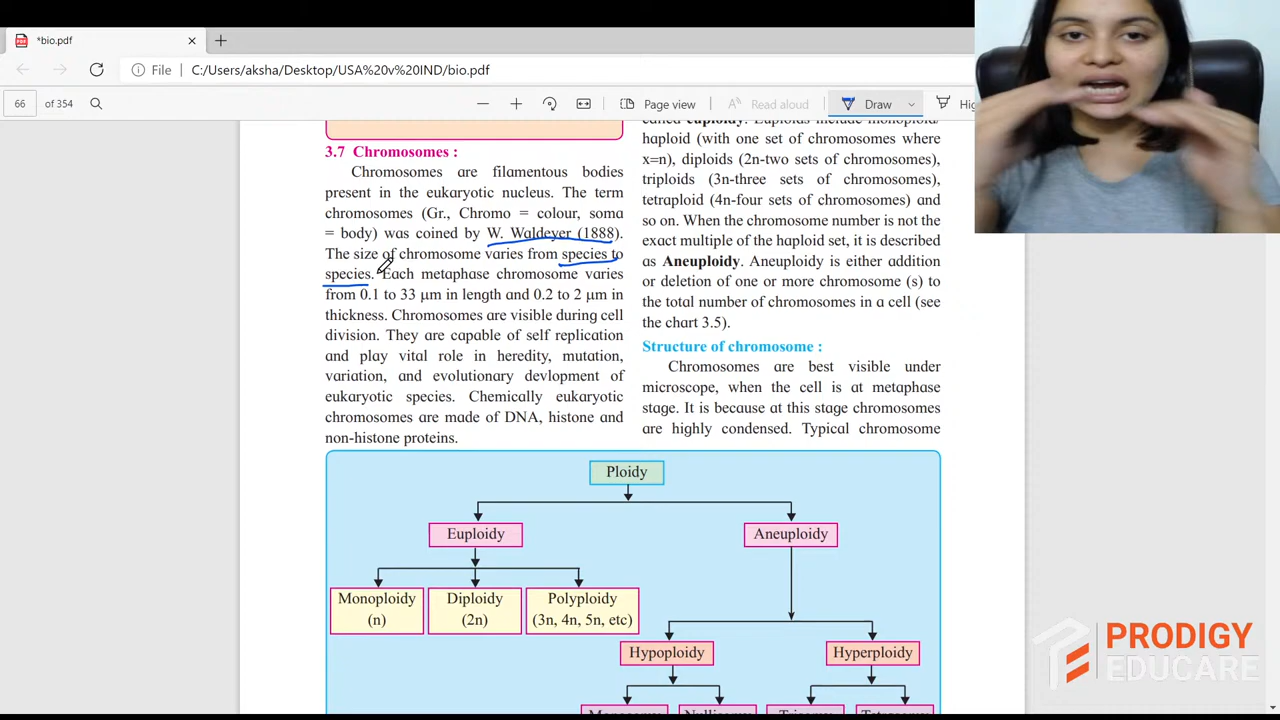 *bio.pdf
File
C:/Users/aksha/Desktop/USA%20v%20IND/bio.pdf
66
of 354
Page view
Read aloud
Draw
3.7 Chromosomes :
Chromosomes are filamentous bodies
present in the eukaryotic nucleus. The term
chromosomes (Gr., Chromo = colour, soma
= body) was coined by W. Waldeyer (1888).
The size of chromosome varies from species to
species. Each metaphase chromosome varies
from 0.1 to 33 µm in length and 0.2 to 2 µm in
thickness. Chromosomes are visible during cell
division. They are capable of self replication
and play vital role in heredity, mutation,
variation, and evolutionary devlopment of
eukaryotic species. Chemically eukaryotic
chromosomes are made of DNA, histone and
non-histone proteins.
called euploidy. Euploids include monoploid/
haploid (with one set of chromosomes where
x=n), diploids (2n-two sets of chromosomes),
triploids (3n-three sets of chromosomes),
tetraploid (4n-four sets of chromosomes) and
so on. When the chromosome number is not the
exact multiple of the haploid set, it is described
as Aneuploidy. Aneuploidy is either addition
or deletion of one or more chromosome (s) to
the total number of chromosomes in a cell (see
the chart 3.5).
Structure of chromosome :
Chromosomes are best visible under
microscope, when the cell is at metaphase
stage. It is because at this stage chromosomes
are highly condensed. Typical chromosome
Ploidy
Euploidy
Aneuploidy
Monoploidy
(n)
Diploidy
(2n)
Polyploidy
(3n, 4n, 5n, etc)
Hypoploidy
Hyperploidy
PRODIGY
EDUCARE